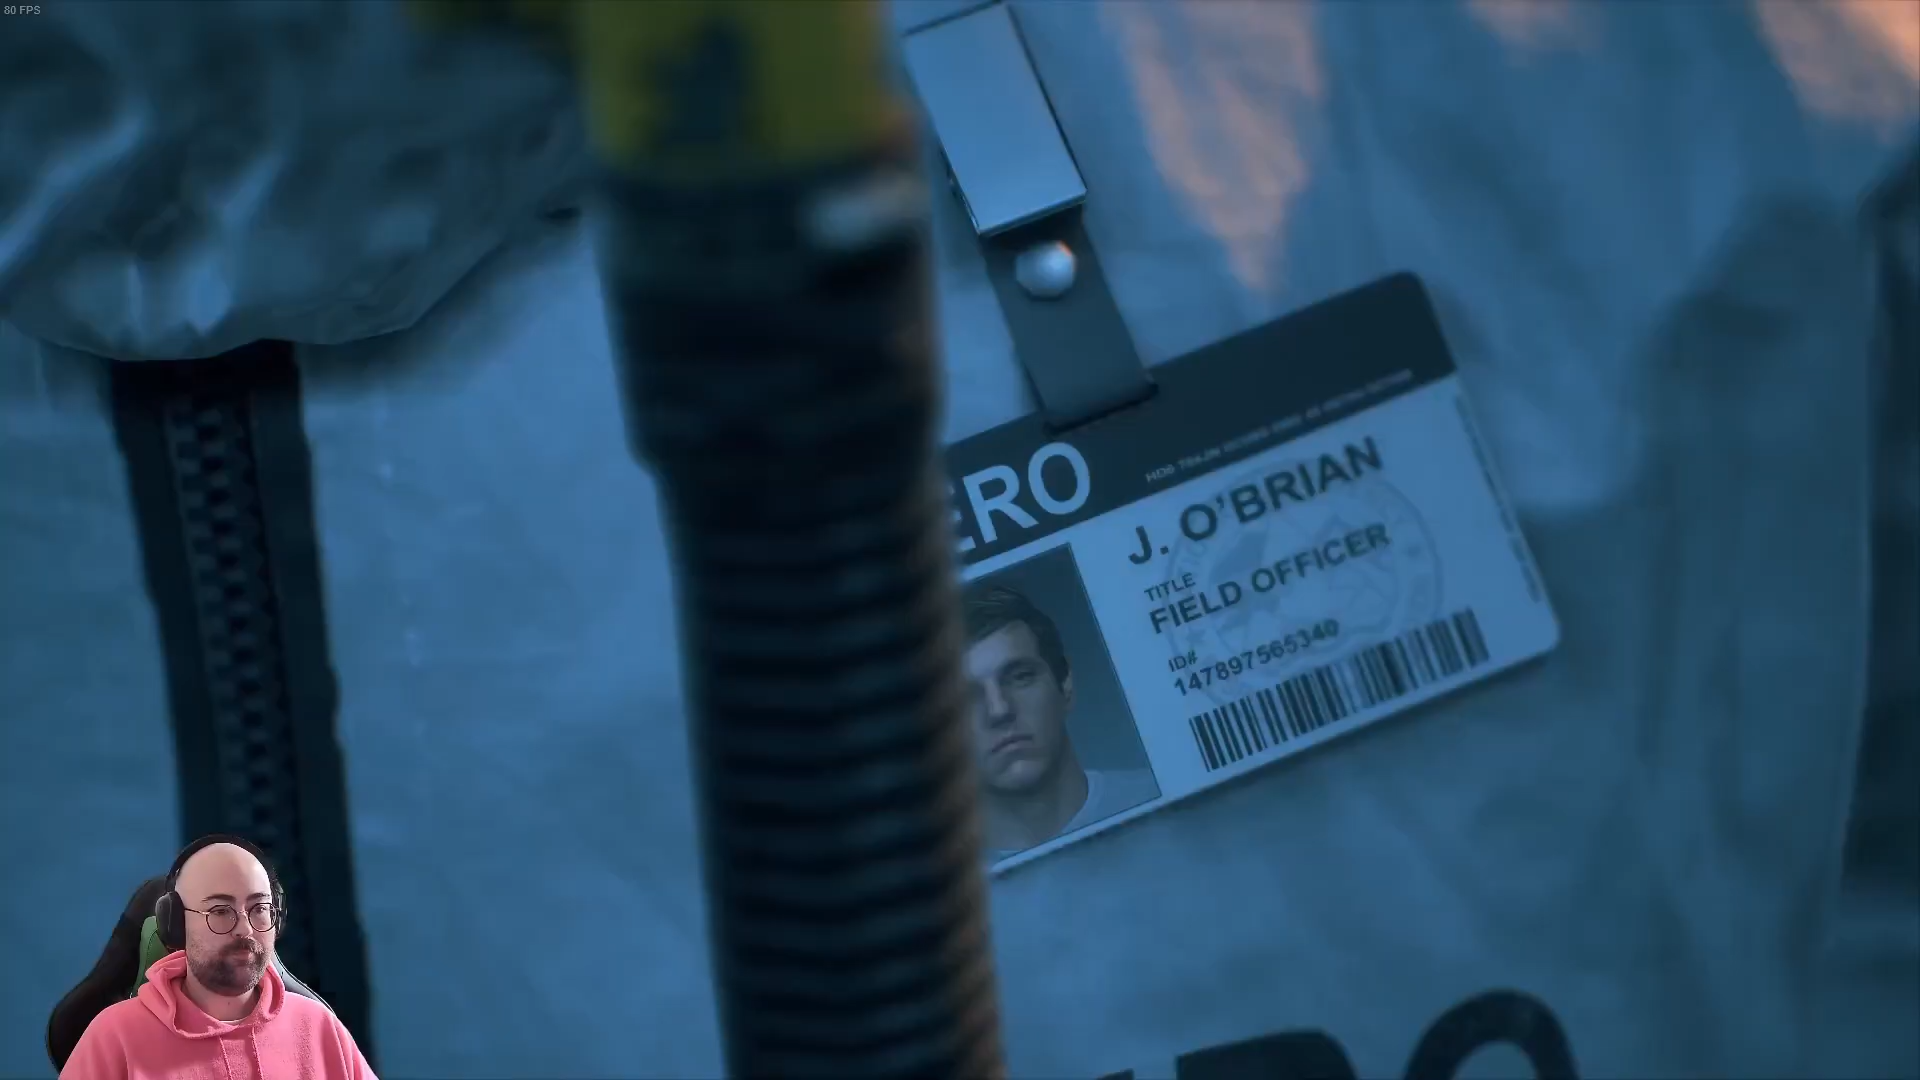 80 FPS
ERO
J. O'BRIAN
TITLE
FIELD OFFICER
ID#
147897565340